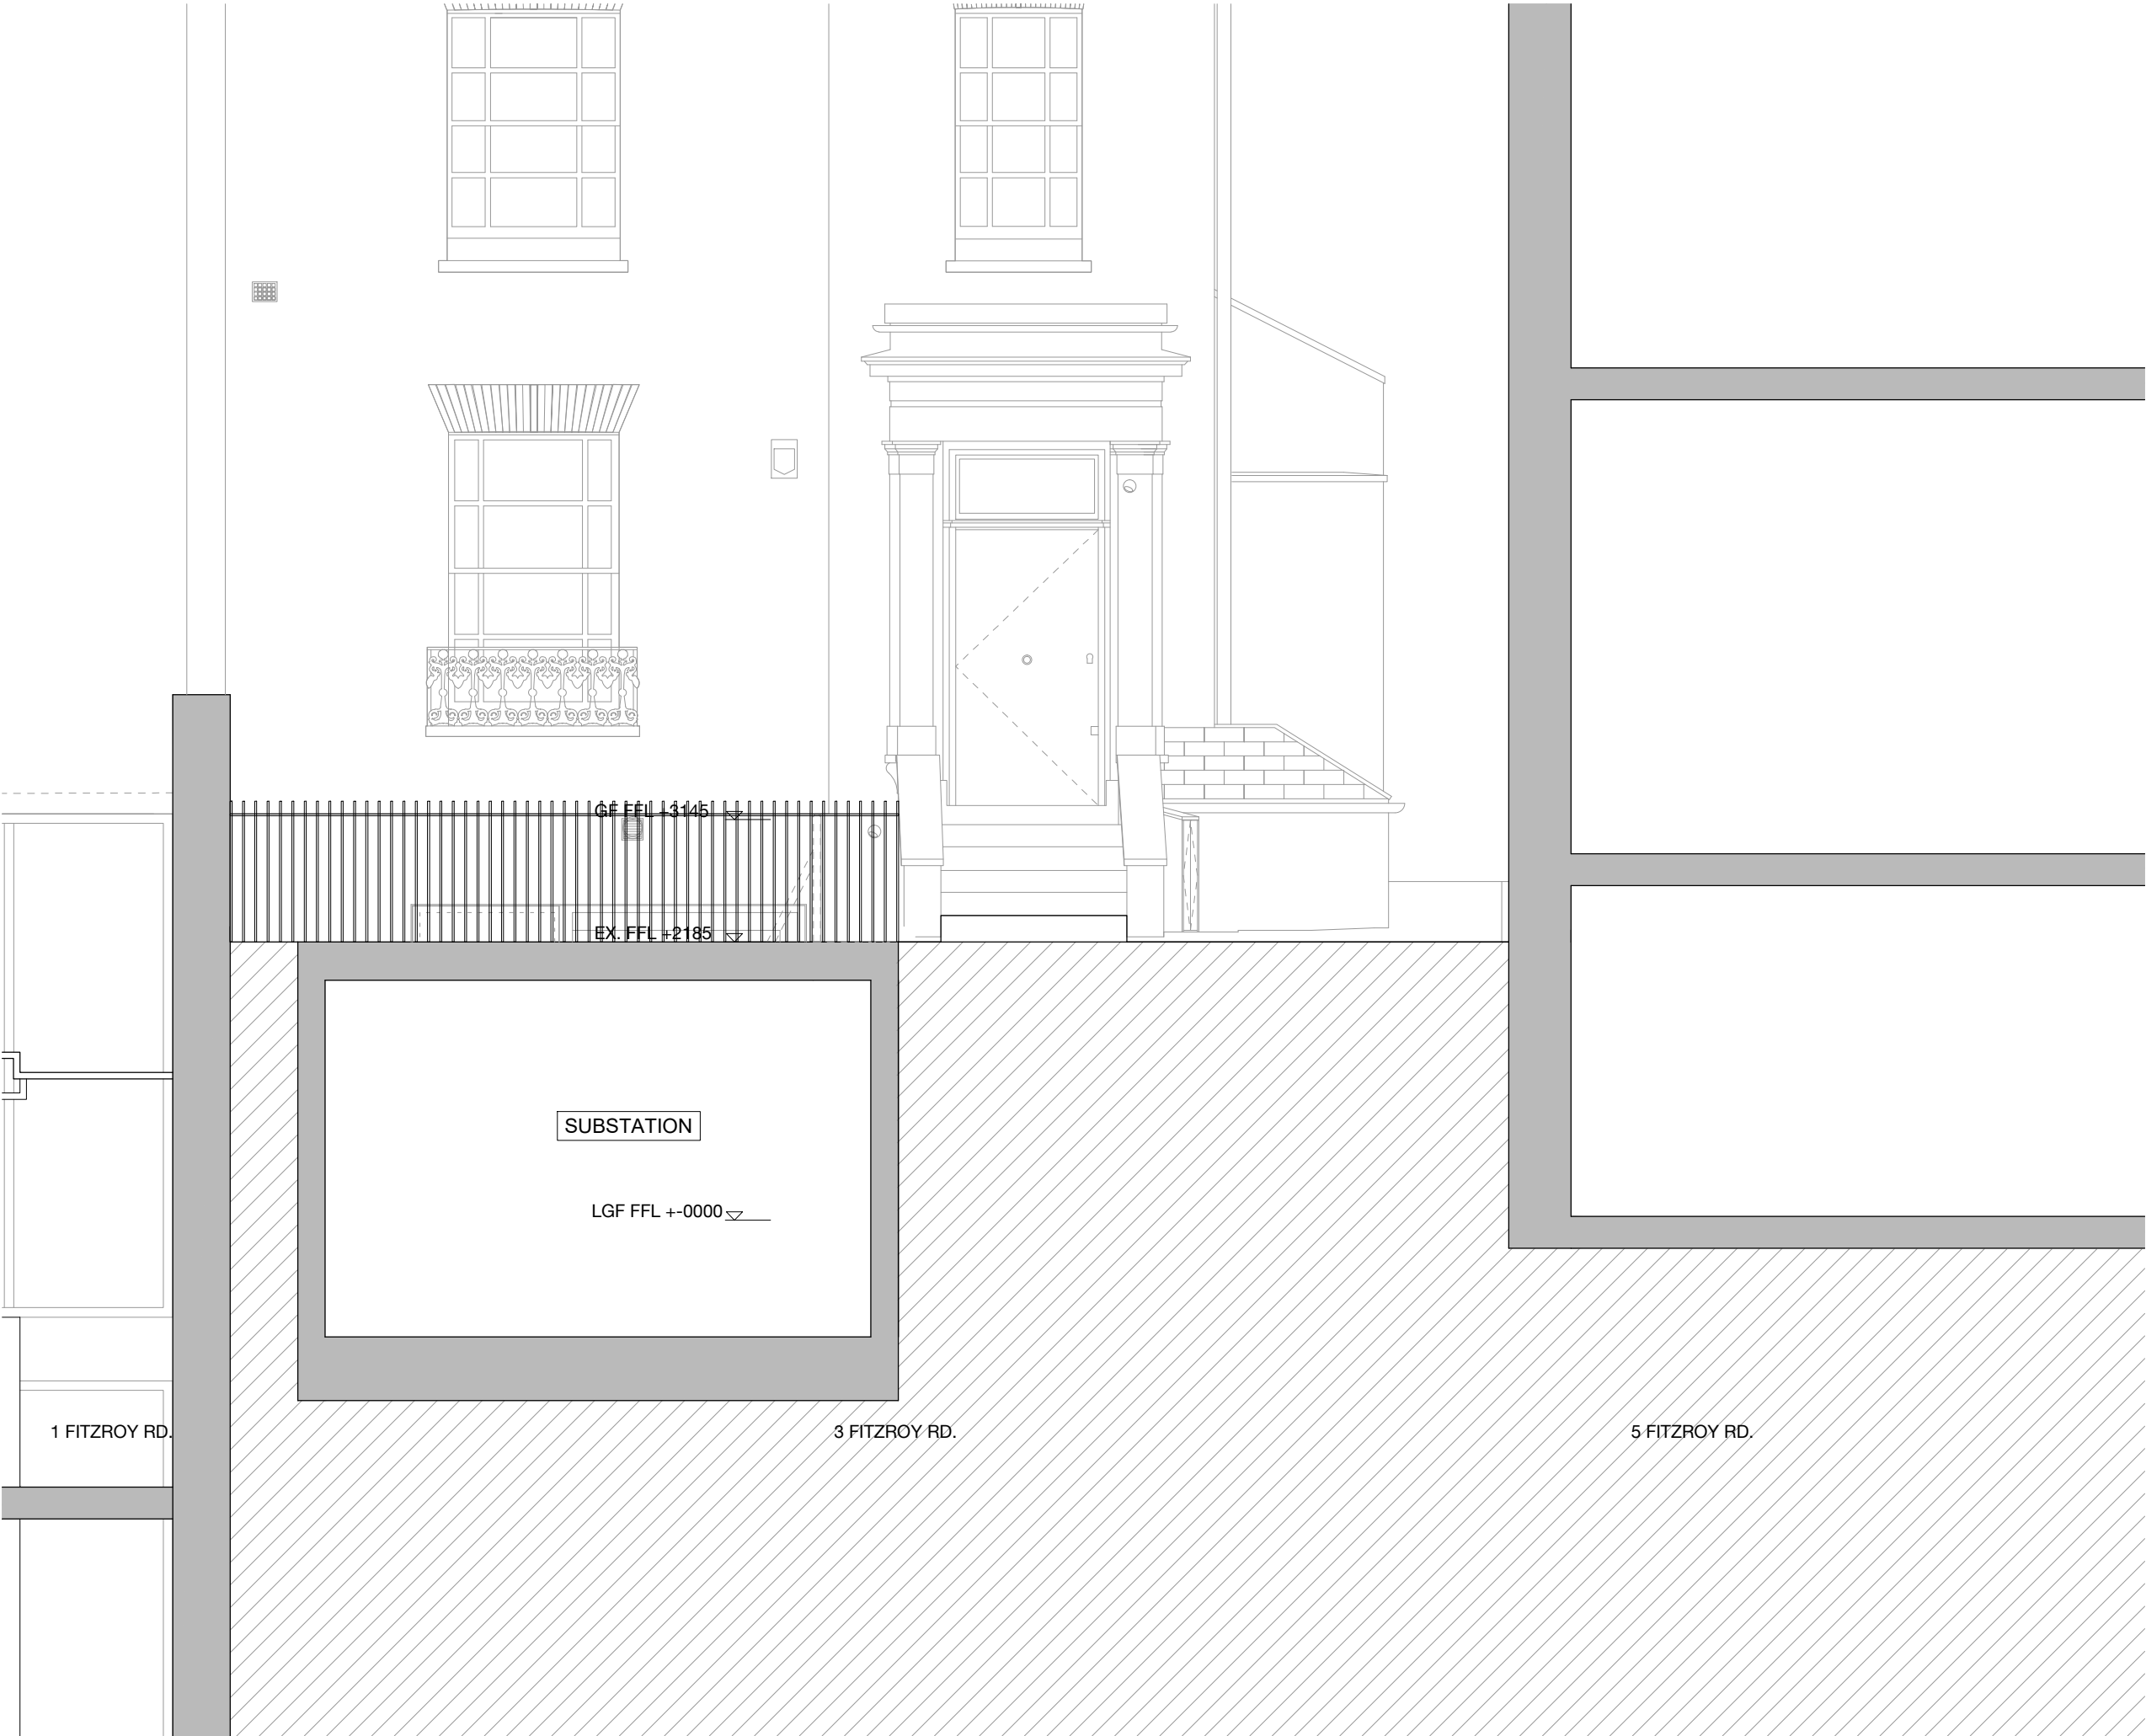 GF FFL +3145
EX. FFL +2185
SUBSTATION
LGF FFL +-0000
1 FITZROY RD.
3 FITZROY RD.
5 FITZROY RD.